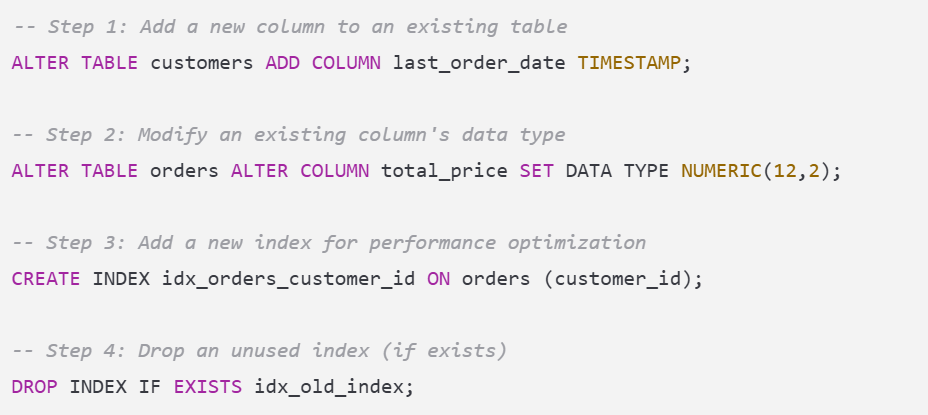 -- Step 1: Add a new column to an existing table
ALTER TABLE customers ADD COLUMN last_order_date TIMESTAMP;
-- Step 2: Modify an existing column's data type
ALTER TABLE orders ALTER COLUMN total_price SET DATA TYPE NUMERIC(12,2);
-- Step 3: Add a new index for performance optimization
CREATE INDEX idx_orders_customer_id ON orders (customer_id);
-- Step 4: Drop an unused index (if exists)
DROP INDEX IF EXISTS idx_old_index;